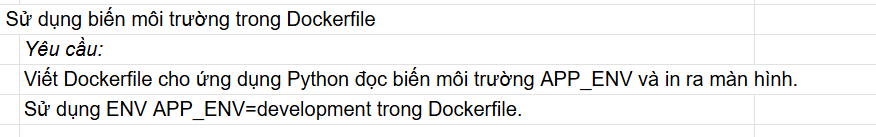 Sử dụng biến môi trường trong Dockerfile
Yêu cầu:
Viết Dockerfile cho ứng dụng Python đọc biến môi trường APP_ENV và in ra màn hình.
Sử dụng ENV APP_ENV=development trong Dockerfile.